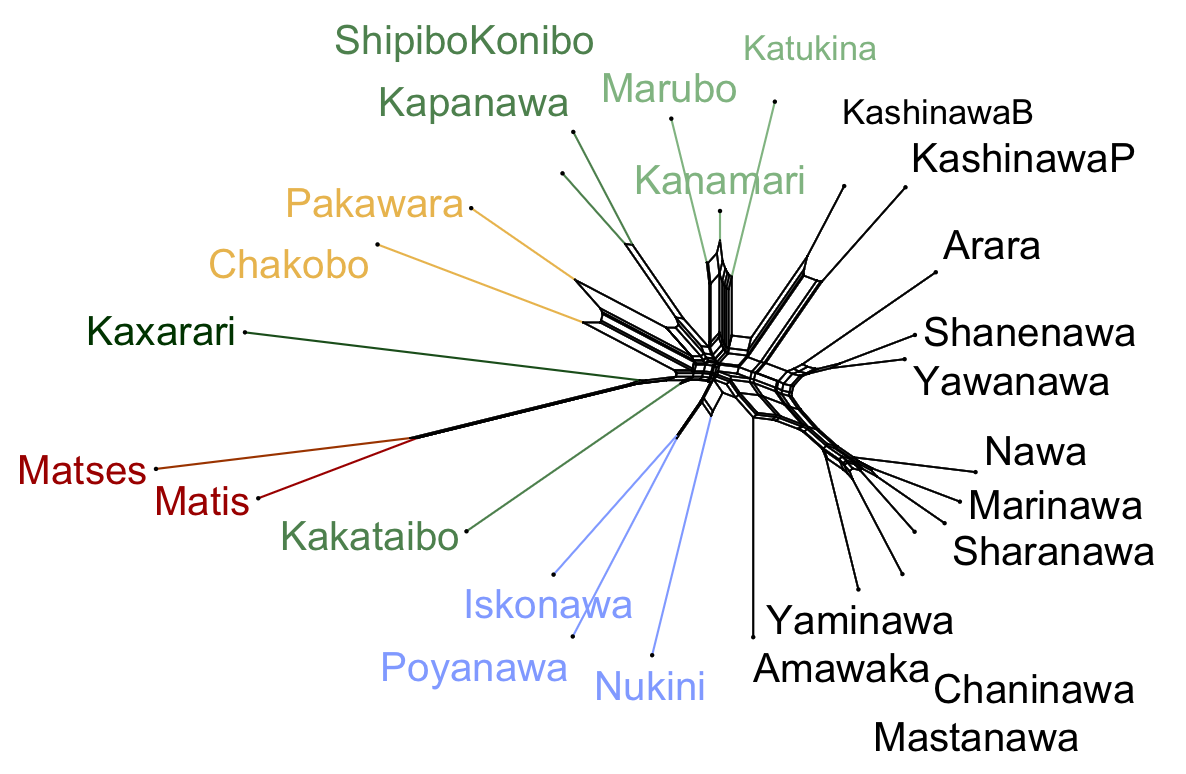 ShipiboKonibo
Katukina
Marubo
Kapanawa
KashinawaB
KashinawaP
Kanamari
Pakawara
Arara
Chakobo
Kaxarari
Shanenawa
Yawanawa
Nawa
Matses
Matis
Marinawa
Kakataibo
Sharanawa
Iskonawa
Yaminawa
Poyanawa
Amawaka
Nukini
Chaninawa
Mastanawa